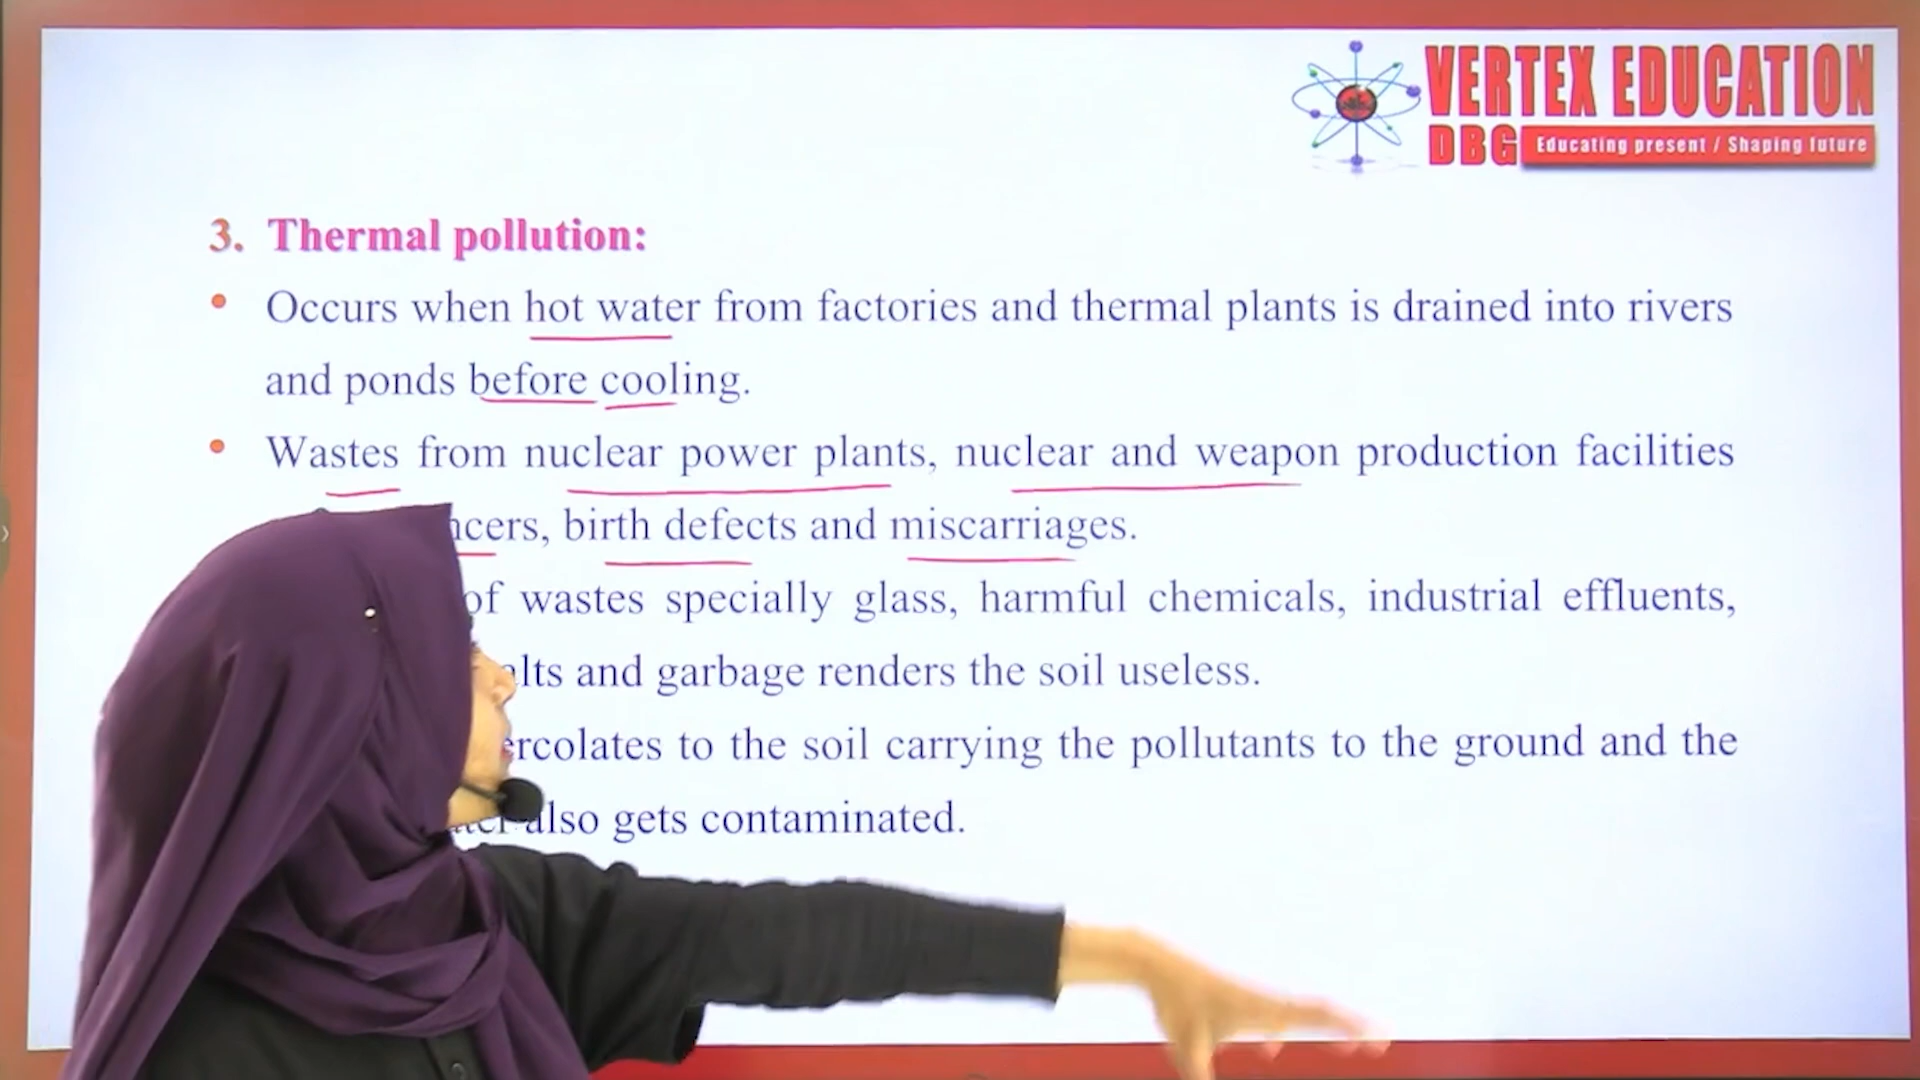 VERTEX EDUCATION
DBG Educating present / Shaping future
3. Thermal pollution:
• Occurs when hot water from factories and thermal plants is drained into rivers
and ponds before cooling.
• Wastes from nuclear power plants, nuclear and weapon production facilities
birth defects and miscarriages.
of wastes specially glass, harmful chemicals, industrial effluents,
and garbage renders the soil useless.
to the soil carrying the pollutants to the ground and the
also gets contaminated.